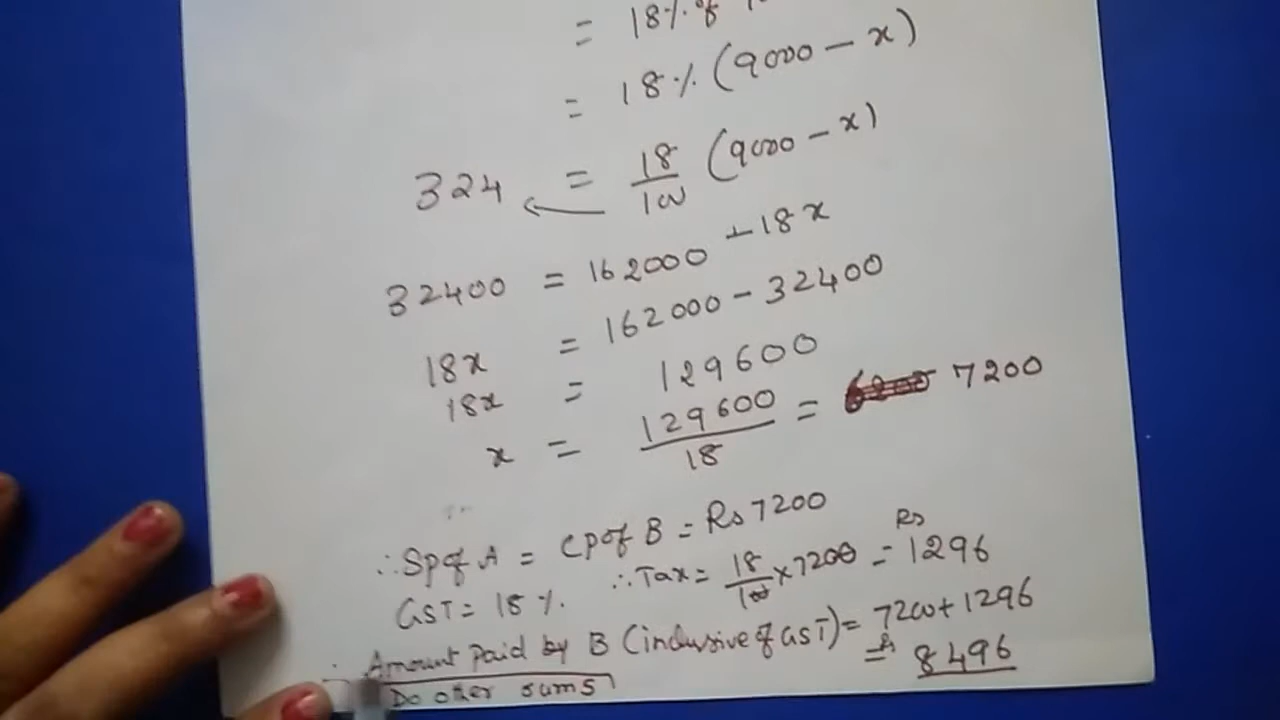 = 18% of
= 18% (9000 - x)
324 = 18/100 (9000 - x)
32400 = 162000 - 18x
18x = 162000 - 32400
18x = 129600
x = 129600/18 = 7200
∴ SP of A = CP of B = Rs 7200
GST = 18%. ∴ Tax = 18/100 x 7200 = Rs 1296
∴ Amount paid by B (inclusive of GST) = 7200 + 1296
= 8496
Do other sums